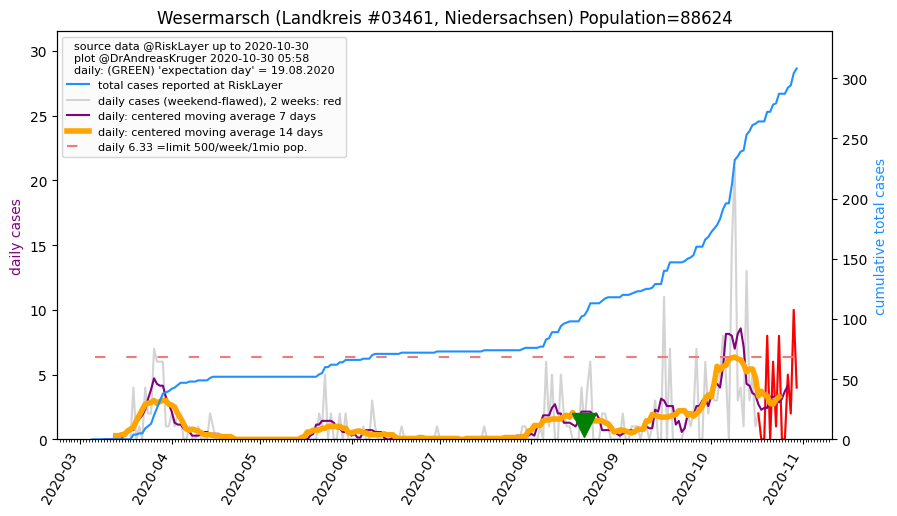 Wesermarsch (Landkreis #03461, Niedersachsen) Population=88624
source data @RiskLayer up to 2020-10-30
plot @DrAndreasKruger 2020-10-30 05:58
daily: (GREEN) 'expectation day' = 19.08.2020
total cases reported at RiskLayer
daily cases (weekend-flawed), 2 weeks: red
daily: centered moving average 7 days
daily: centered moving average 14 days
daily 6.33 =limit 500/week/1mio pop.
daily cases
30
25
20
15
10
5
0
cumulative total cases
300
250
200
150
100
50
0
2020-03
2020-04
2020-05
2020-06
2020-07
2020-08
2020-09
2020-10
2020-11